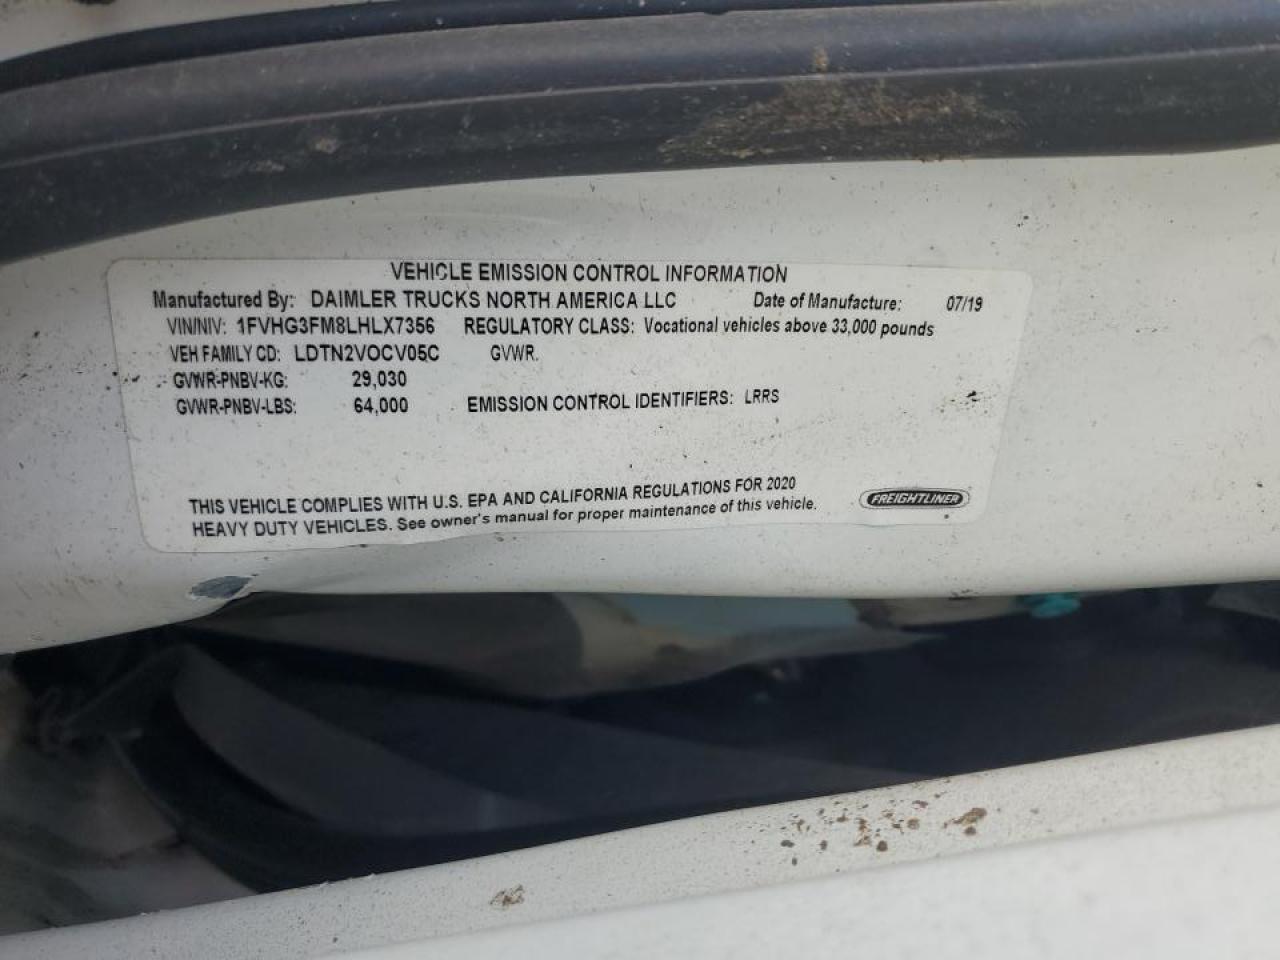 VEHICLE EMISSION CONTROL INFORMATION
Manufactured By: DAIMLER TRUCKS NORTH AMERICA LLC Date of Manufacture: 07/19
VIN/NIV: 1FVHG3FM8LHLX7356 REGULATORY CLASS: Vocational vehicles above 33,000 pounds
VEH FAMILY CD: LDTN2VOCV05C GVWR.
GVWR-PNBV-KG: 29,030
GVWR-PNBV-LBS: 64,000 EMISSION CONTROL IDENTIFIERS: LRRS
THIS VEHICLE COMPLIES WITH U.S. EPA AND CALIFORNIA REGULATIONS FOR 2020
HEAVY DUTY VEHICLES. See owner's manual for proper maintenance of this vehicle.
FREIGHTLINER